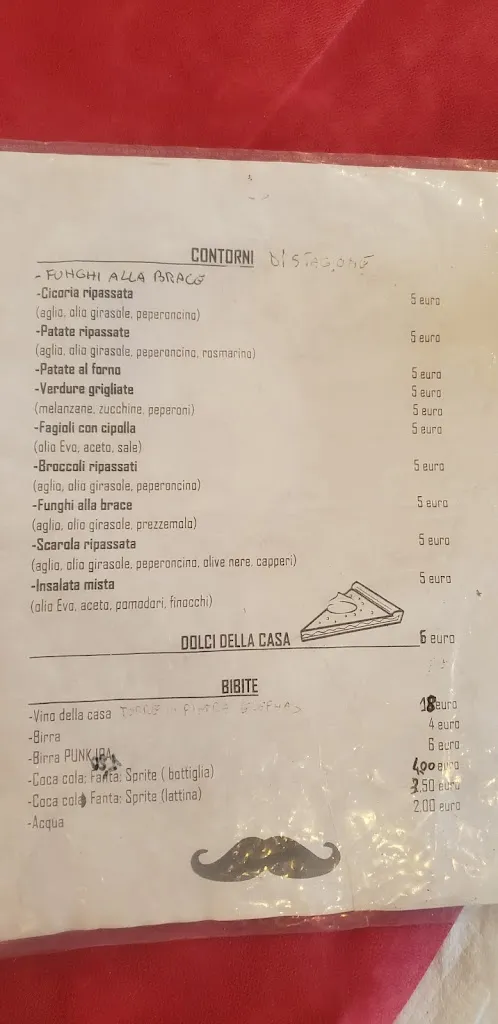 CONTORNI DI STAGIONE
- FUNGHI ALLA BRACE
-Cicoria ripassata 5 euro
(aglio, olio girasole, peperoncino)
-Patate ripassate 5 euro
(aglio, olio girasole, peperoncino, rosmarino)
-Patate al forno 5 euro
-Verdure grigliate 5 euro
(melanzane, zucchine, peperoni) 5 euro
-Fagioli con cipolla 5 euro
(olio Evo, aceto, sale)
-Broccoli ripassati 5 euro
(aglio, olio girasole, peperoncino)
-Funghi alla brace 5 euro
(aglio, olio girasole, prezzemolo)
-Scarola ripassata 5 euro
(aglio, olio girasole, peperoncino, olive nere, capperi)
-Insalata mista 5 euro
(olio Evo, aceto, pomodori, finocchi)
DOLCI DELLA CASA 6 euro
BIBITE
-Vino della casa 18 euro
-Birra 4 euro
-Birra PUNK IPA 6 euro
-Coca cola; Fanta; Sprite ( bottiglia) 4,00 euro
-Coca cola Fanta; Sprite (lattina) 2.50 euro
-Acqua 2.00 euro